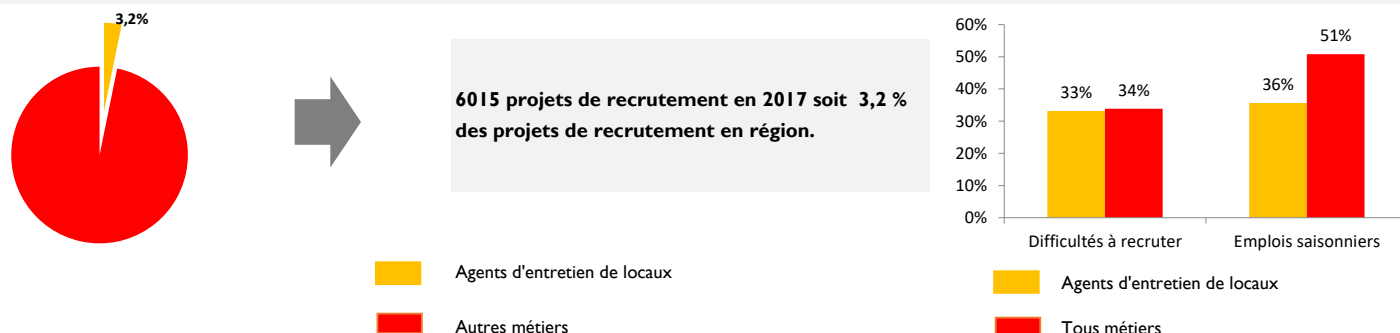 3,2%
6015 projets de recrutement en 2017 soit 3,2 %
des projets de recrutement en région.
Agents d'entretien de locaux
Autres métiers
60%
50%
40%
30%
20%
10%
0%
33%
34%
36%
51%
Difficultés à recruter
Emplois saisonniers
Agents d'entretien de locaux
Tous métiers